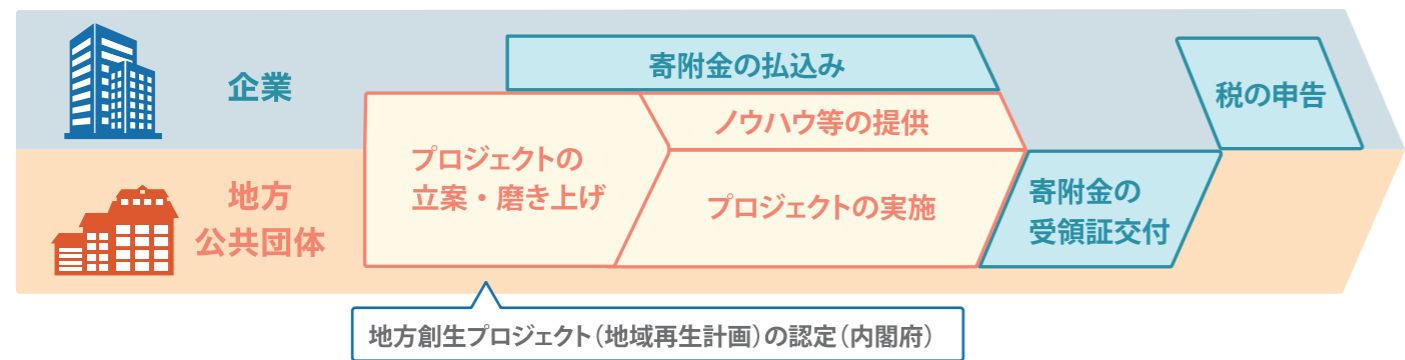 企業
寄附金の払込み
税の申告
ノウハウ等の提供
プロジェクトの
立案・磨き上げ
地方
公共団体
プロジェクトの実施
寄附金の
受領証交付
地方創生プロジェクト（地域再生計画）の認定（内閣府）